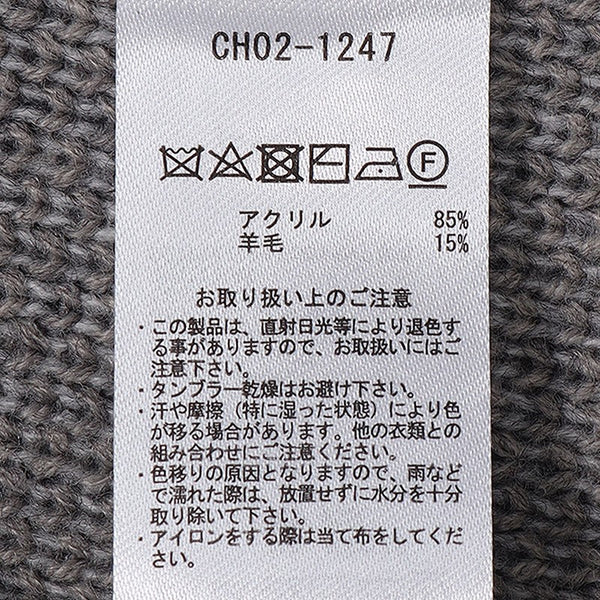 CH02-1247
F
アクリル 85%
羊毛 15%
お取り扱い上のご注意
・この製品は、直射日光等により退色す
る事がありますので、お取扱いにはご
注意下さい。
・タンブラー乾燥はお避け下さい。
・汗や摩擦（特に湿った状態）により色
が移る場合があります。他の衣類との
組み合わせにご注意ください。
・色移りの原因となりますので、雨など
で濡れた際は、放置せずに水分を十分
取り除いて下さい。
・アイロンをする際は当て布をしてくだ
さい。